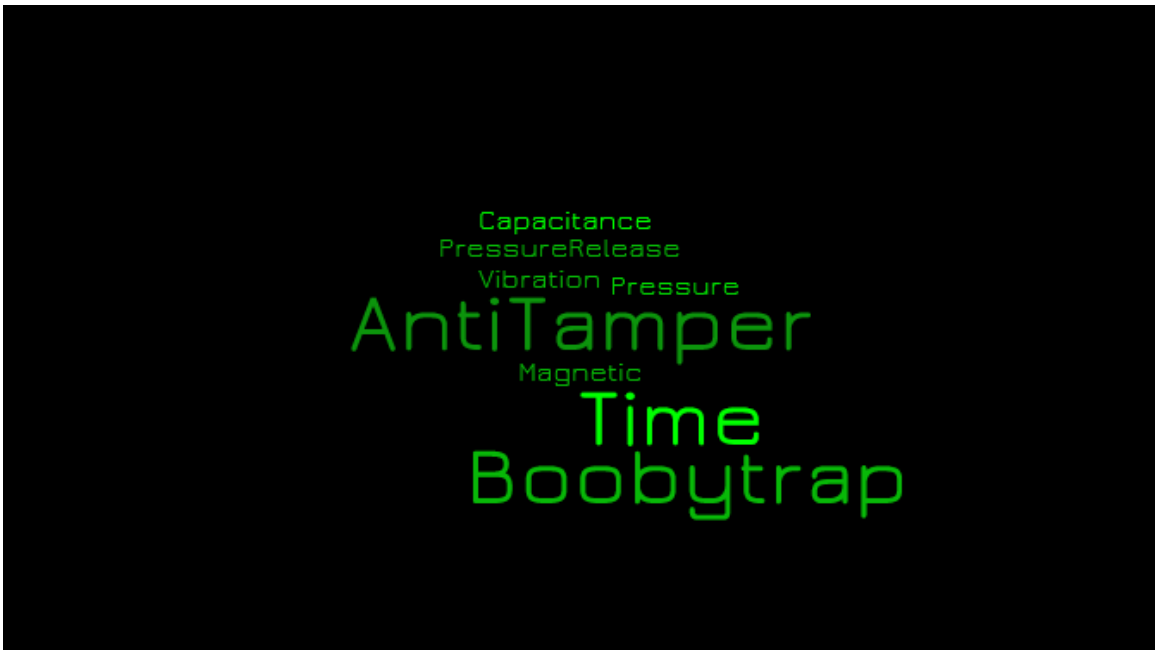 Capacitance
PressureRelease
Vibration Pressure
AntiTamper
Magnetic
Time
Boobytrap